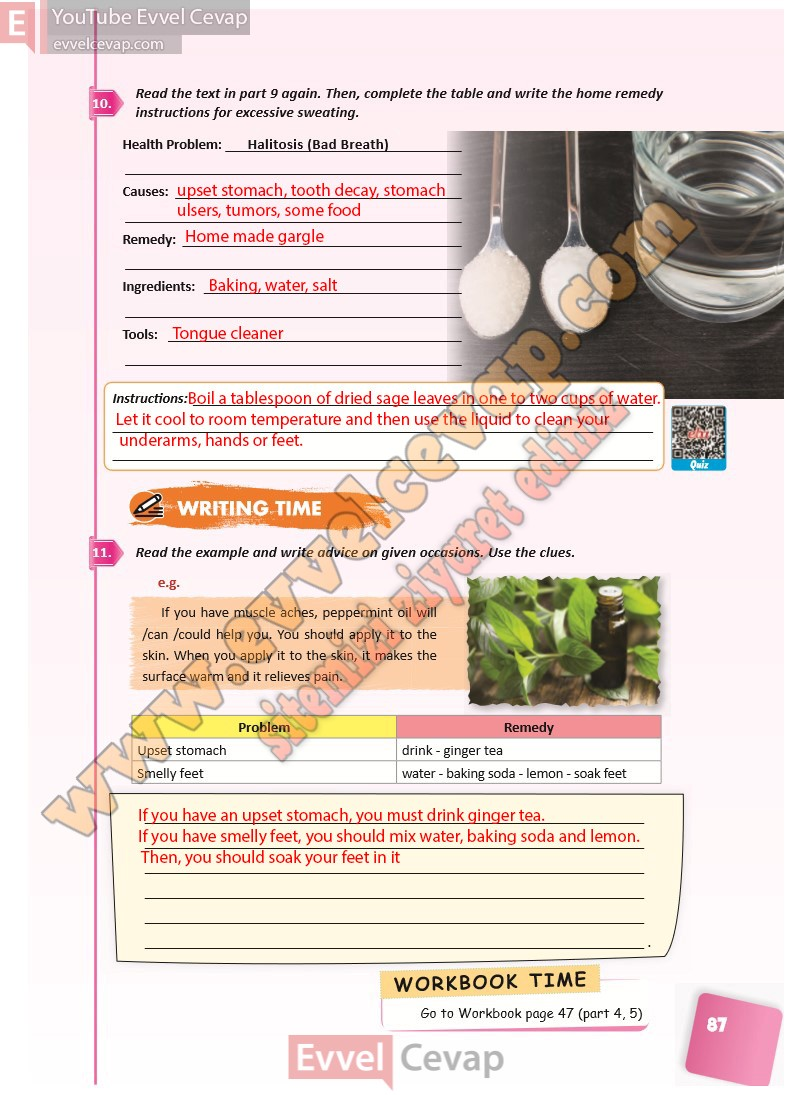 E YouTube Evvel Cevap
evvelcevap.com
10. Read the text in part 9 again. Then, complete the table and write the home remedy
instructions for excessive sweating.
Health Problem: Halitosis (Bad Breath)
Causes: upset stomach, tooth decay, stomach
ulsers, tumors, some food
Remedy: Home made gargle
Ingredients: Baking, water, salt
Tools: Tongue cleaner
Instructions: Boil a tablespoon of dried sage leaves in one to two cups of water.
Let it cool to room temperature and then use the liquid to clean your
underarms, hands or feet.
Quiz
WRITING TIME
11. Read the example and write advice on given occasions. Use the clues.
e.g.
If you have muscle aches, peppermint oil will
/can /could help you. You should apply it to the
skin. When you apply it to the skin, it makes the
surface warm and it relieves pain.
Problem Remedy
Upset stomach drink - ginger tea
Smelly feet water - baking soda - lemon - soak feet
If you have an upset stomach, you must drink ginger tea.
If you have smelly feet, you should mix water, baking soda and lemon.
Then, you should soak your feet in it
.
WORKBOOK TIME
Go to Workbook page 47 (part 4, 5)
87
Evvel Cevap
www.evvelcevap.com
sitemizi ziyaret ediniz